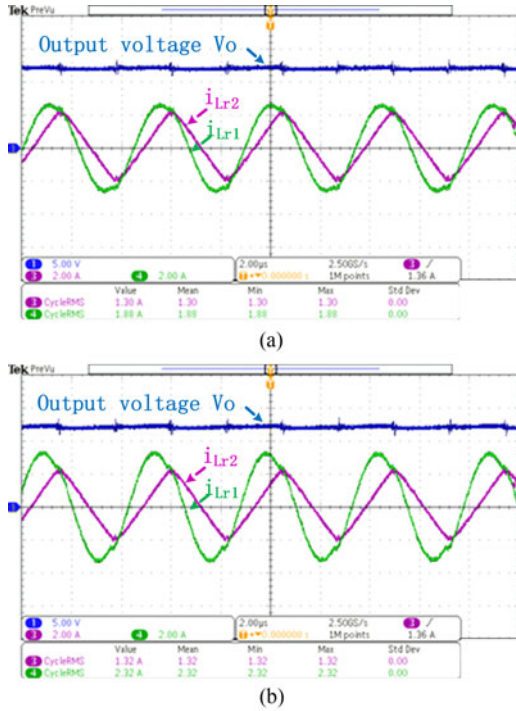 Tek PreVu
Output voltage Vo
iLr2
iLr1
1 5.00 V
3 2.00 A 4 2.00 A
2.00µs 2.50GS/s 3 /
0.000000 s 1M points 1.36 A
Value Mean Min Max Std Dev
3 CycleRMS 1.30 A 1.30 1.30 1.30 0.00
4 CycleRMS 1.88 A 1.88 1.88 1.88 0.00
(a)
Tek PreVu
Output voltage Vo
iLr2
iLr1
1 5.00 V
3 2.00 A 4 2.00 A
2.00µs 2.50GS/s 3 /
0.000000 s 1M points 1.36 A
Value Mean Min Max Std Dev
3 CycleRMS 1.32 A 1.32 1.32 1.32 0.00
4 CycleRMS 2.32 A 2.32 2.32 2.32 0.00
(b)